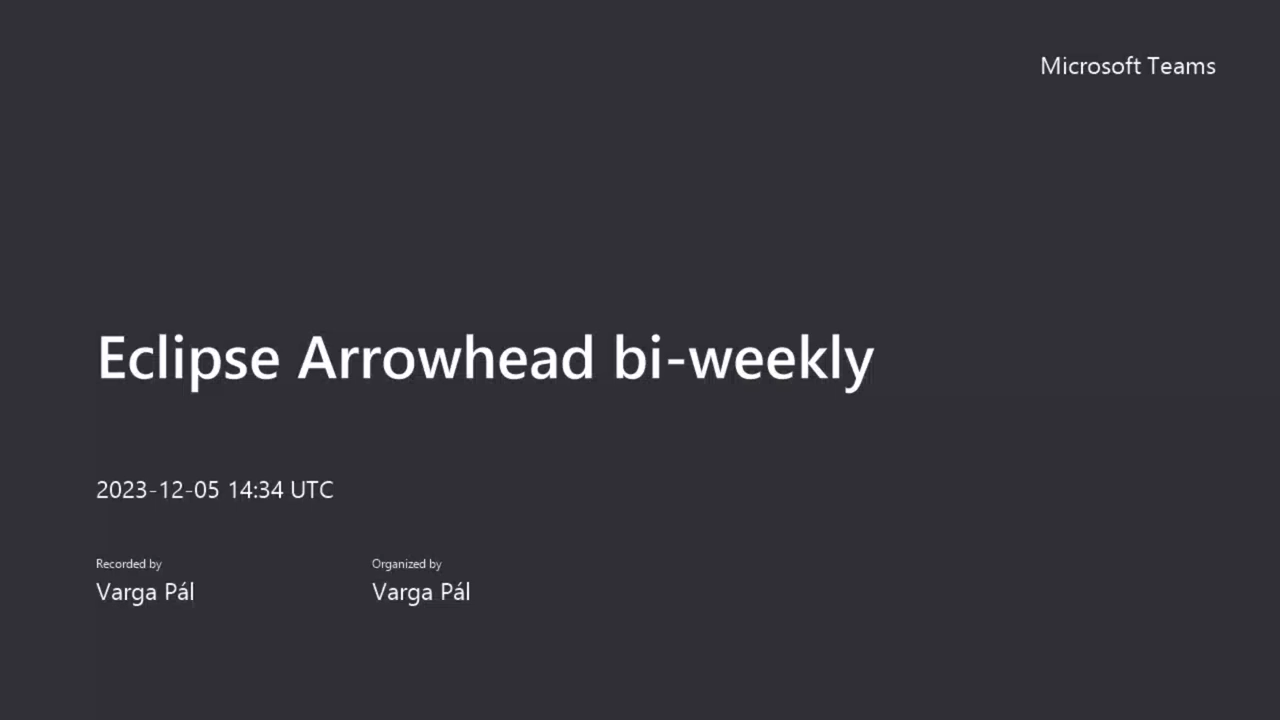 Microsoft Teams
Eclipse Arrowhead bi-weekly
2023-12-05 14:34 UTC
Recorded by
Organized by
Varga Pál
Varga Pál